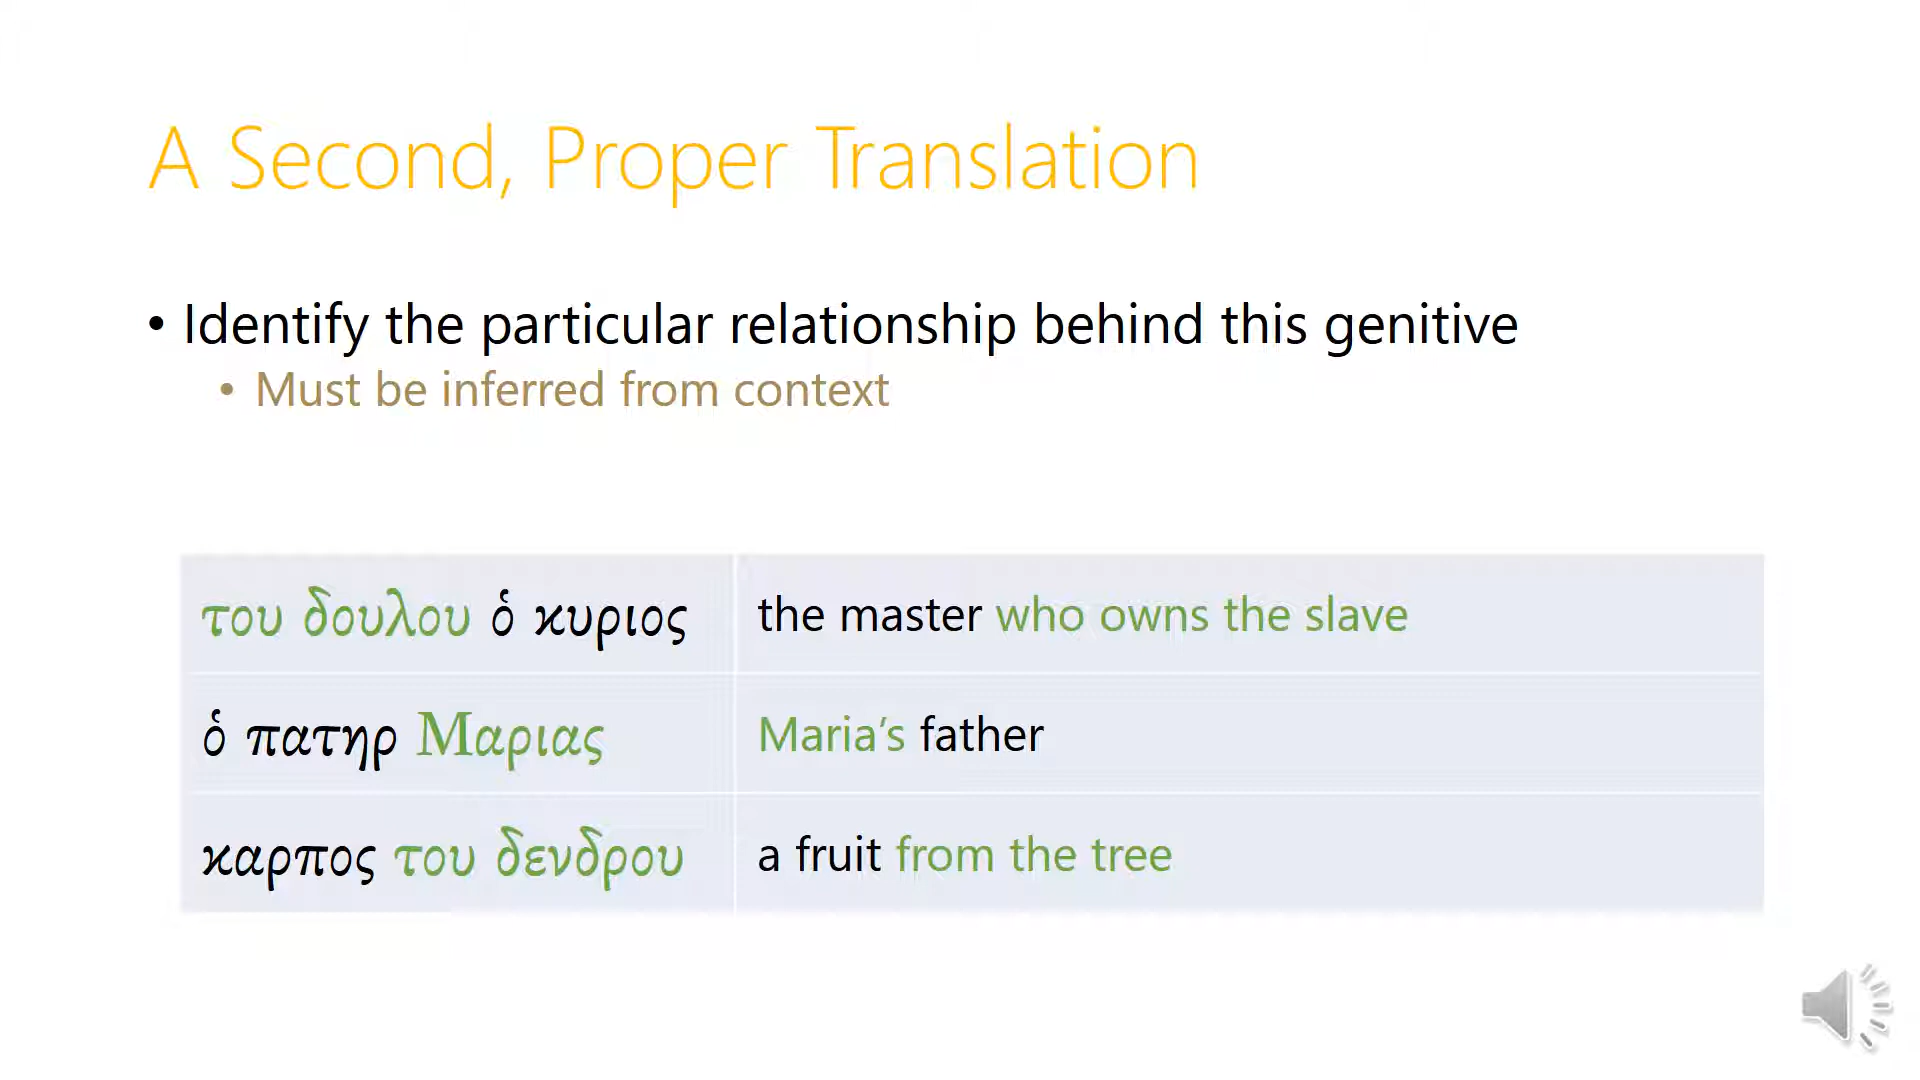 A Second, Proper Translation
• Identify the particular relationship behind this genitive
• Must be inferred from context
του δουλου ὁ κυριος the master who owns the slave
ὁ πατηρ Μαριας Maria’s father
καρπος του δενδρου a fruit from the tree